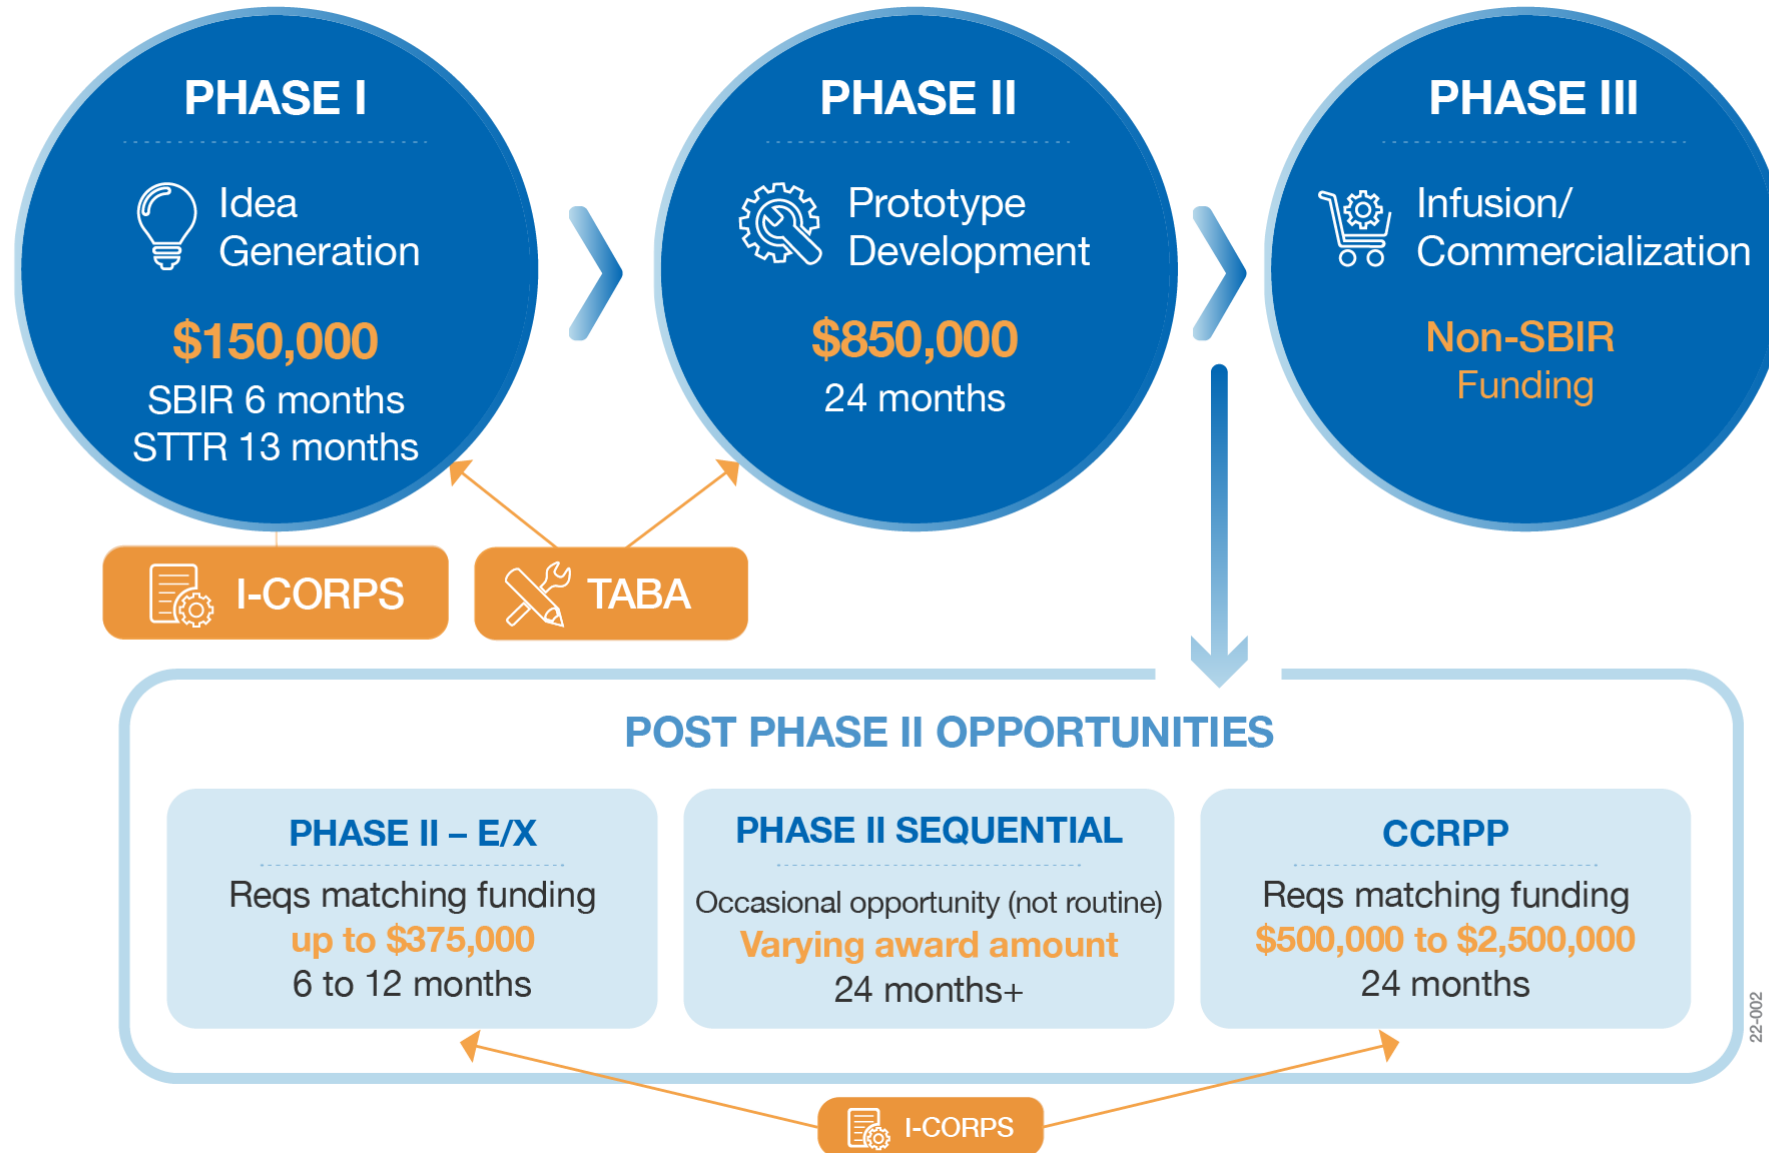 PHASE I
Idea
Generation
$150,000
SBIR 6 months
STTR 13 months
PHASE II
Prototype
Development
$850,000
24 months
PHASE III
Infusion/
Commercialization
Non-SBIR
Funding
I-CORPS
TABA
POST PHASE II OPPORTUNITIES
PHASE II – E/X
Reqs matching funding
up to $375,000
6 to 12 months
PHASE II SEQUENTIAL
Occasional opportunity (not routine)
Varying award amount
24 months+
CCRPP
Reqs matching funding
$500,000 to $2,500,000
24 months
22-002
I-CORPS